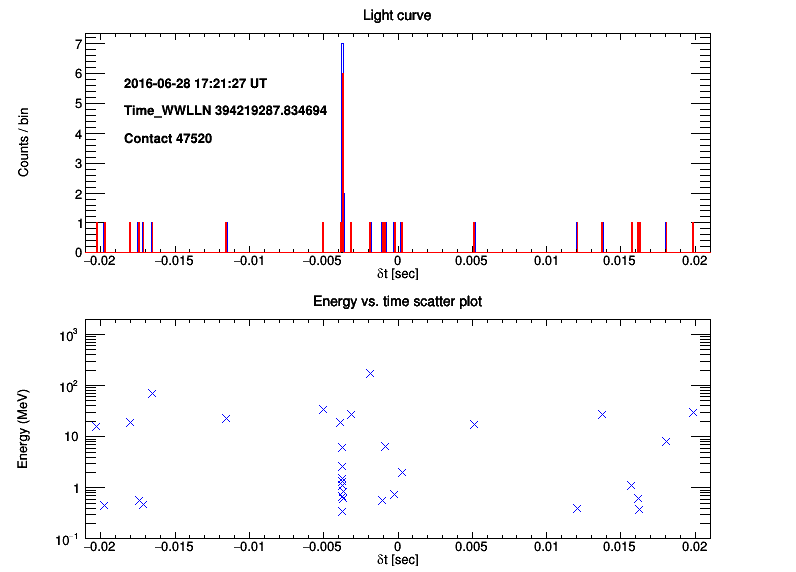 Light curve
Counts / bin
7
6
5
4
3
2
1
0
2016-06-28 17:21:27 UT
Time_WWLLN 394219287.834694
Contact 47520
−0.02 −0.015 −0.01 −0.005 0 0.005 0.01 0.015 0.02
δt [sec]
Energy vs. time scatter plot
Energy (MeV)
10³
10²
10
1
10⁻¹
−0.02 −0.015 −0.01 −0.005 0 0.005 0.01 0.015 0.02
δt [sec]